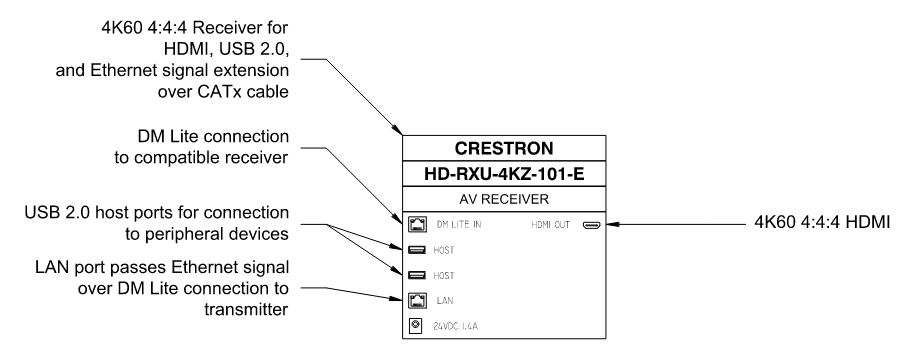 4K60 4:4:4 Receiver for
HDMI, USB 2.0,
and Ethernet signal extension
over CATx cable
DM Lite connection
to compatible receiver
USB 2.0 host ports for connection
to peripheral devices
LAN port passes Ethernet signal
over DM Lite connection to
transmitter
CRESTRON
HD-RXU-4KZ-101-E
AV RECEIVER
DM LITE IN HDMI OUT
HOST
HOST
LAN
24VDC 1.4A
4K60 4:4:4 HDMI